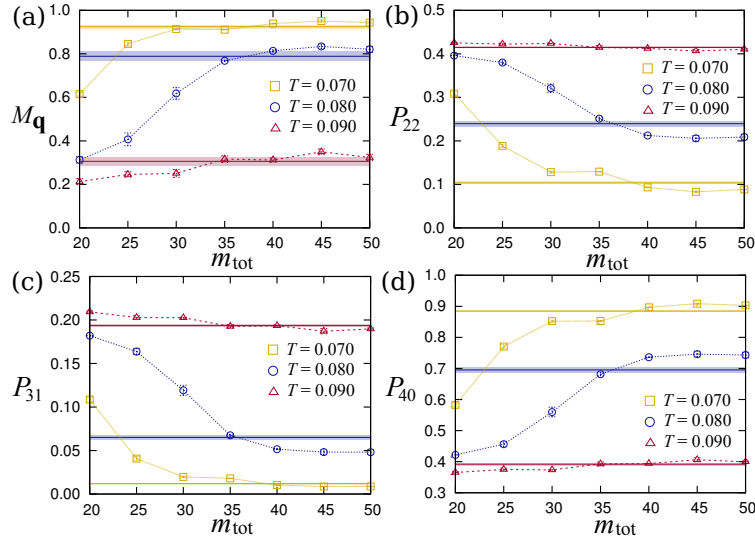 (a)
M_q
1.0
0.8
0.6
0.4
0.2
0.0
T = 0.070
T = 0.080
T = 0.090
20 25 30 35 40 45 50
m_tot
(b)
P_22
0.5
0.4
0.3
0.2
0.1
0.0
T = 0.070
T = 0.080
T = 0.090
20 25 30 35 40 45 50
m_tot
(c)
P_31
0.25
0.20
0.15
0.10
0.05
0.00
T = 0.070
T = 0.080
T = 0.090
20 25 30 35 40 45 50
m_tot
(d)
P_40
1.0
0.9
0.8
0.7
0.6
0.5
0.4
0.3
T = 0.070
T = 0.080
T = 0.090
20 25 30 35 40 45 50
m_tot